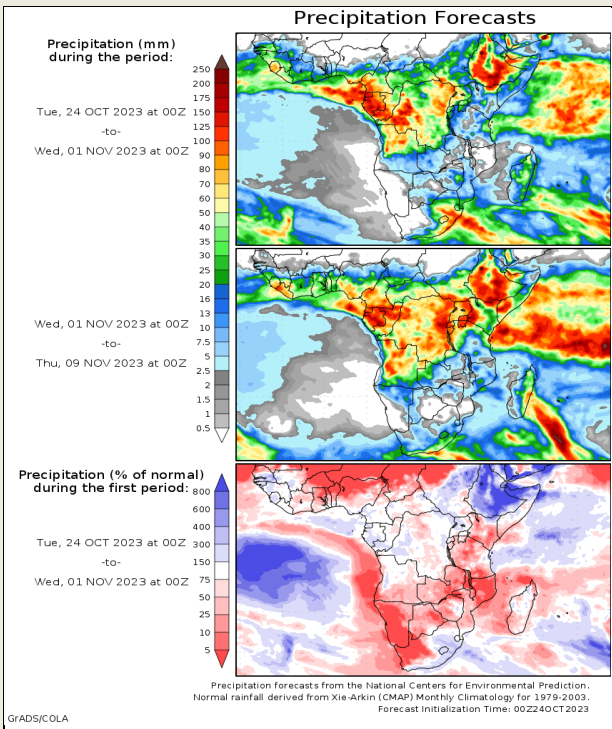 Precipitation Forecasts
Precipitation (mm)
during the period:
Tue, 24 OCT 2023 at 00Z
-to-
Wed, 01 NOV 2023 at 00Z
250
200
175
150
125
100
90
80
70
60
50
40
35
30
25
20
16
13
10
7.5
5
2.5
2
1.5
1
0.5
Wed, 01 NOV 2023 at 00Z
-to-
Thu, 09 NOV 2023 at 00Z
Precipitation (% of normal)
during the first period:
Tue, 24 OCT 2023 at 00Z
-to-
Wed, 01 NOV 2023 at 00Z
800
600
400
300
150
75
50
25
10
5
Precipitation forecasts from the National Centers for Environmental Prediction.
Normal rainfall derived from Xie-Arkin (CMAP) Monthly Climatology for 1979-2003.
Forecast Initialization Time: 00Z24OCT2023
GrADS/COLA